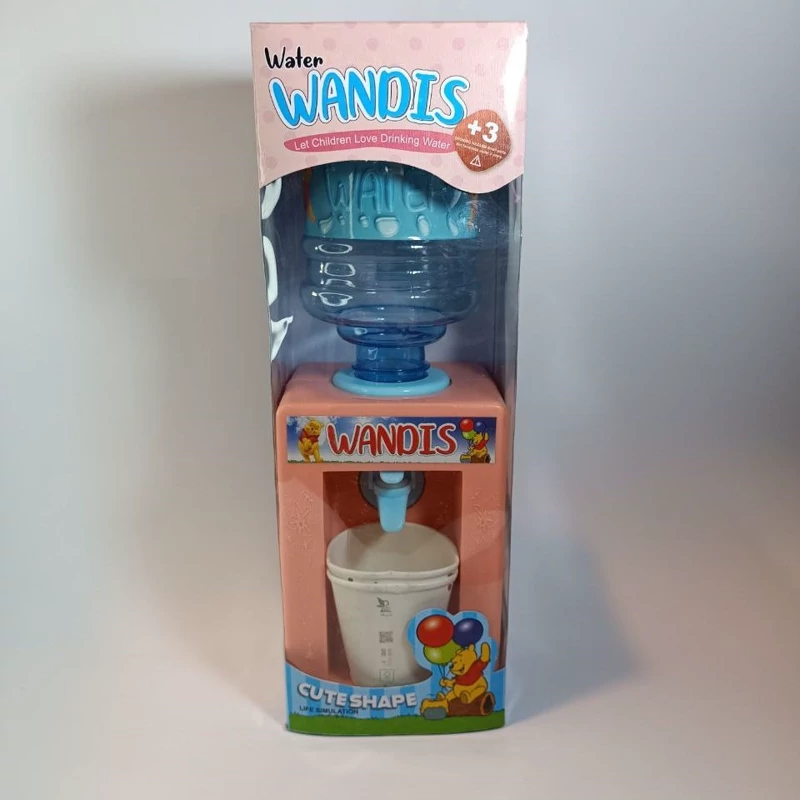 Water
WANDIS
Let Children Love Drinking Water
+3
WATER
WANDIS
CUTE SHAPE
LIFE SIMULATION